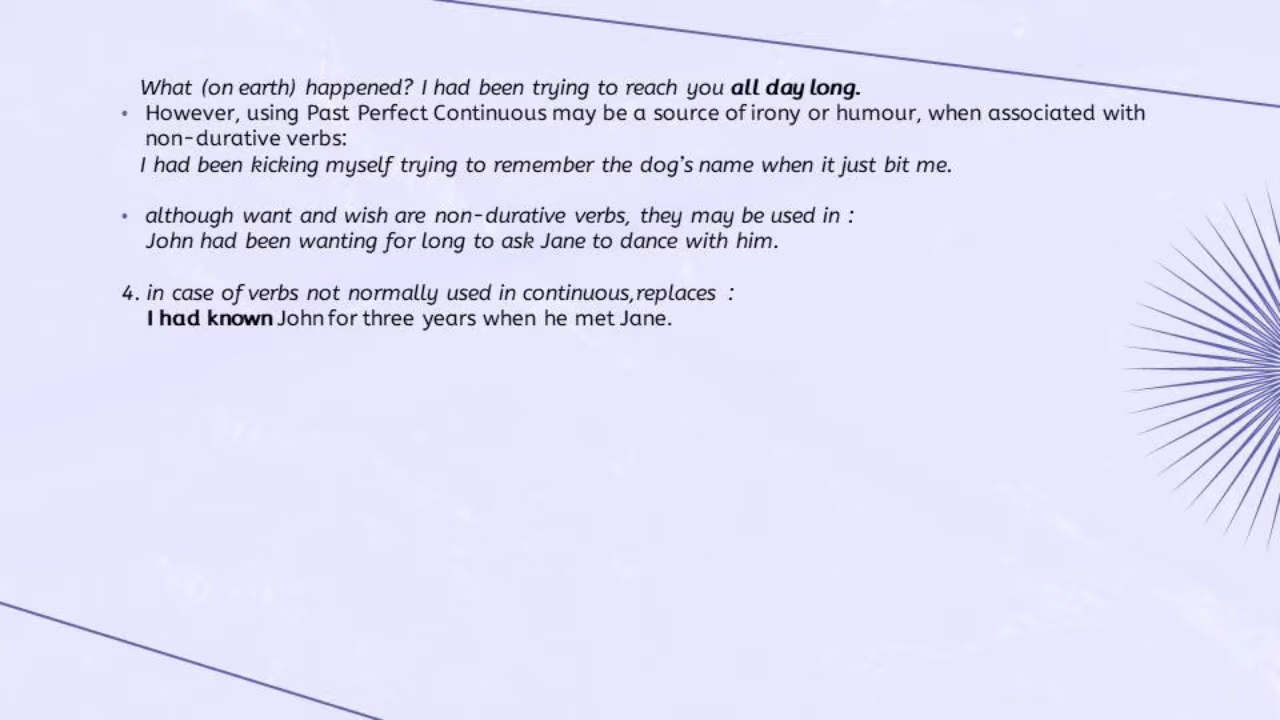 What (on earth) happened? I had been trying to reach you all day long.
• However, using Past Perfect Continuous may be a source of irony or humour, when associated with
non-durative verbs:
I had been kicking myself trying to remember the dog’s name when it just bit me.
• although want and wish are non-durative verbs, they may be used in :
John had been wanting for long to ask Jane to dance with him.
4. in case of verbs not normally used in continuous,replaces :
I had known John for three years when he met Jane.